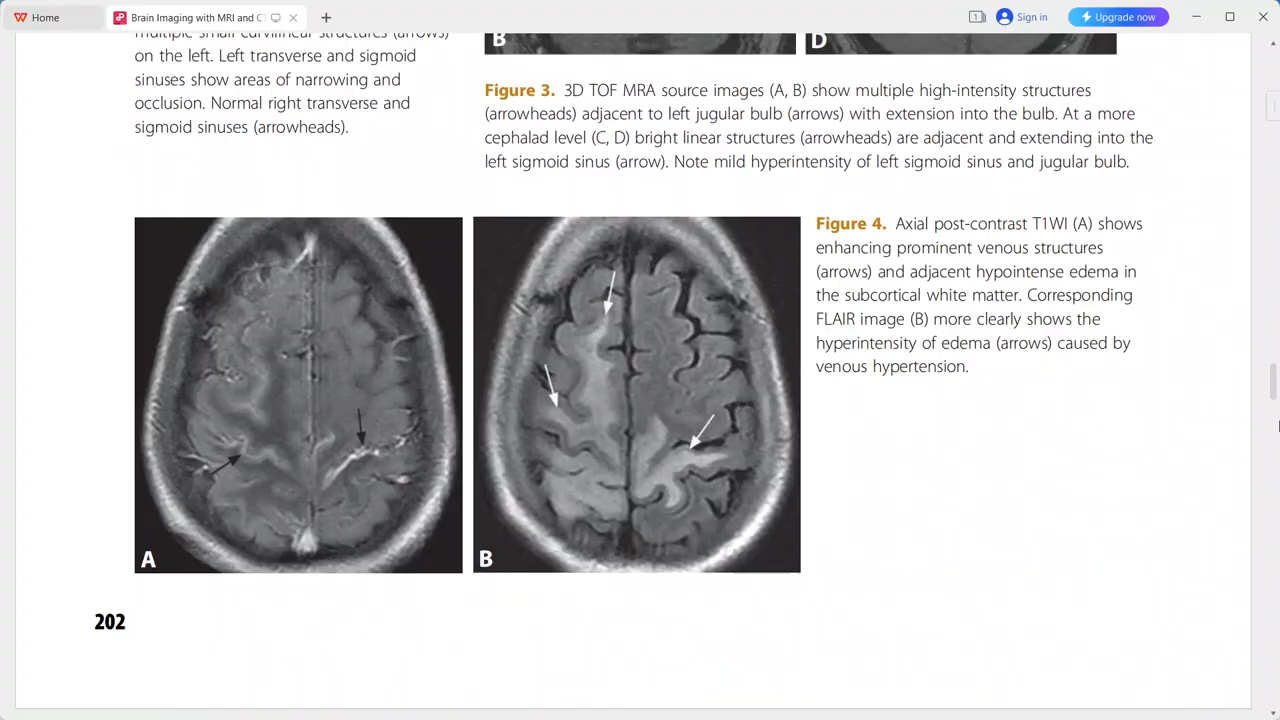 Home
Brain Imaging with MRI and C
1
Sign in
Upgrade now
multiple small curvilinear structures (arrows)
on the left. Left transverse and sigmoid
sinuses show areas of narrowing and
occlusion. Normal right transverse and
sigmoid sinuses (arrowheads).
B
D
Figure 3. 3D TOF MRA source images (A, B) show multiple high-intensity structures
(arrowheads) adjacent to left jugular bulb (arrows) with extension into the bulb. At a more
cephalad level (C, D) bright linear structures (arrowheads) are adjacent and extending into the
left sigmoid sinus (arrow). Note mild hyperintensity of left sigmoid sinus and jugular bulb.
A
B
Figure 4. Axial post-contrast T1WI (A) shows
enhancing prominent venous structures
(arrows) and adjacent hypointense edema in
the subcortical white matter. Corresponding
FLAIR image (B) more clearly shows the
hyperintensity of edema (arrows) caused by
venous hypertension.
202